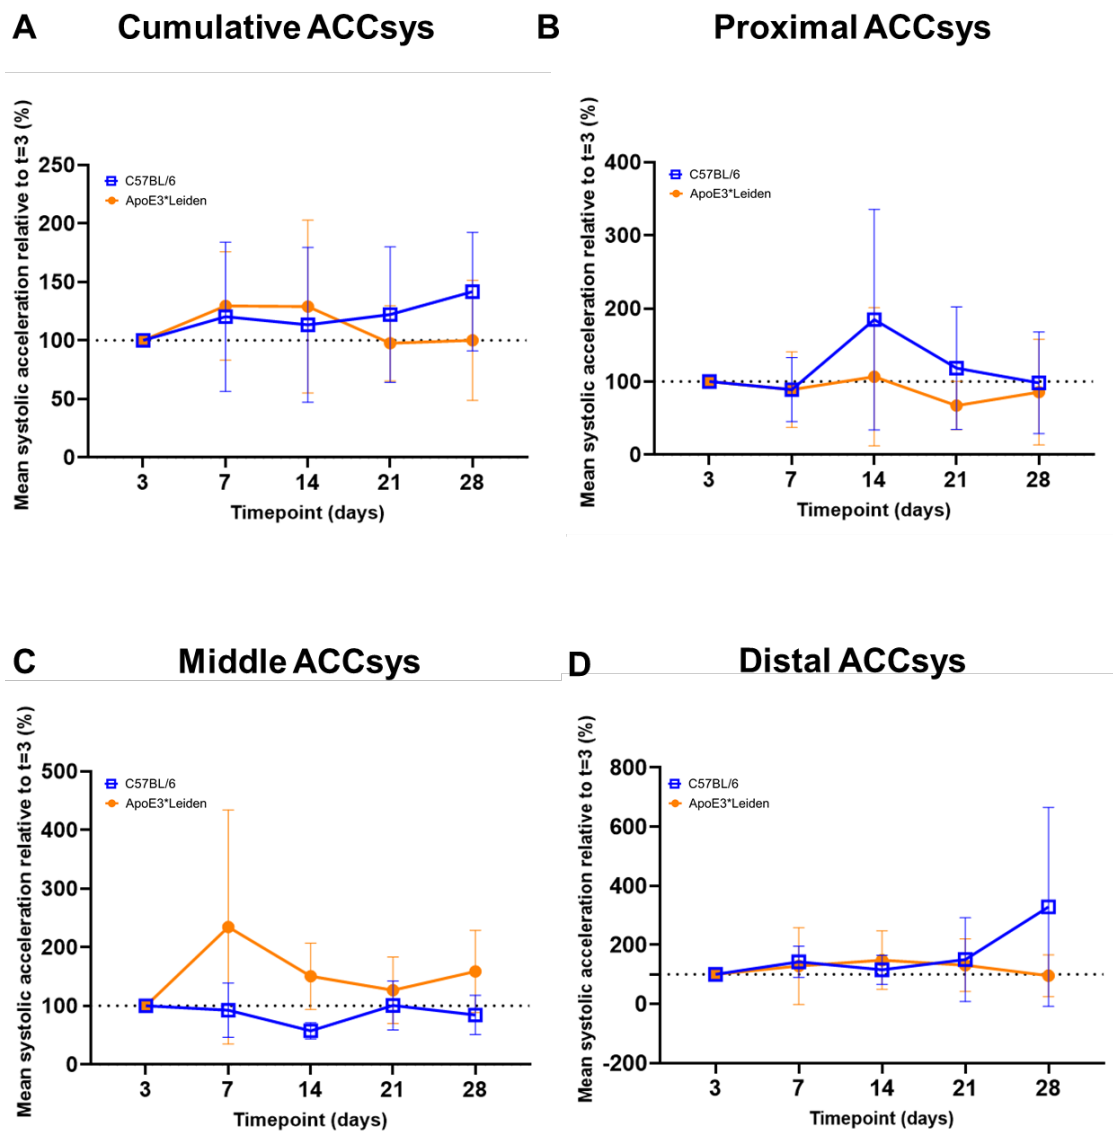 A
Cumulative ACCsys
Mean systolic acceleration relative to t=3 (%)
250
200
150
100
50
0
C57BL/6
ApoE3*Leiden
3 7 14 21 28
Timepoint (days)
B
Proximal ACCsys
Mean systolic acceleration relative to t=3 (%)
400
300
200
100
0
C57BL/6
ApoE3*Leiden
3 7 14 21 28
Timepoint (days)
C
Middle ACCsys
Mean systolic acceleration relative to t=3 (%)
500
400
300
200
100
0
C57BL/6
ApoE3*Leiden
3 7 14 21 28
Timepoint (days)
D
Distal ACCsys
Mean systolic acceleration relative to t=3 (%)
800
600
400
200
0
-200
C57BL/6
ApoE3*Leiden
3 7 14 21 28
Timepoint (days)